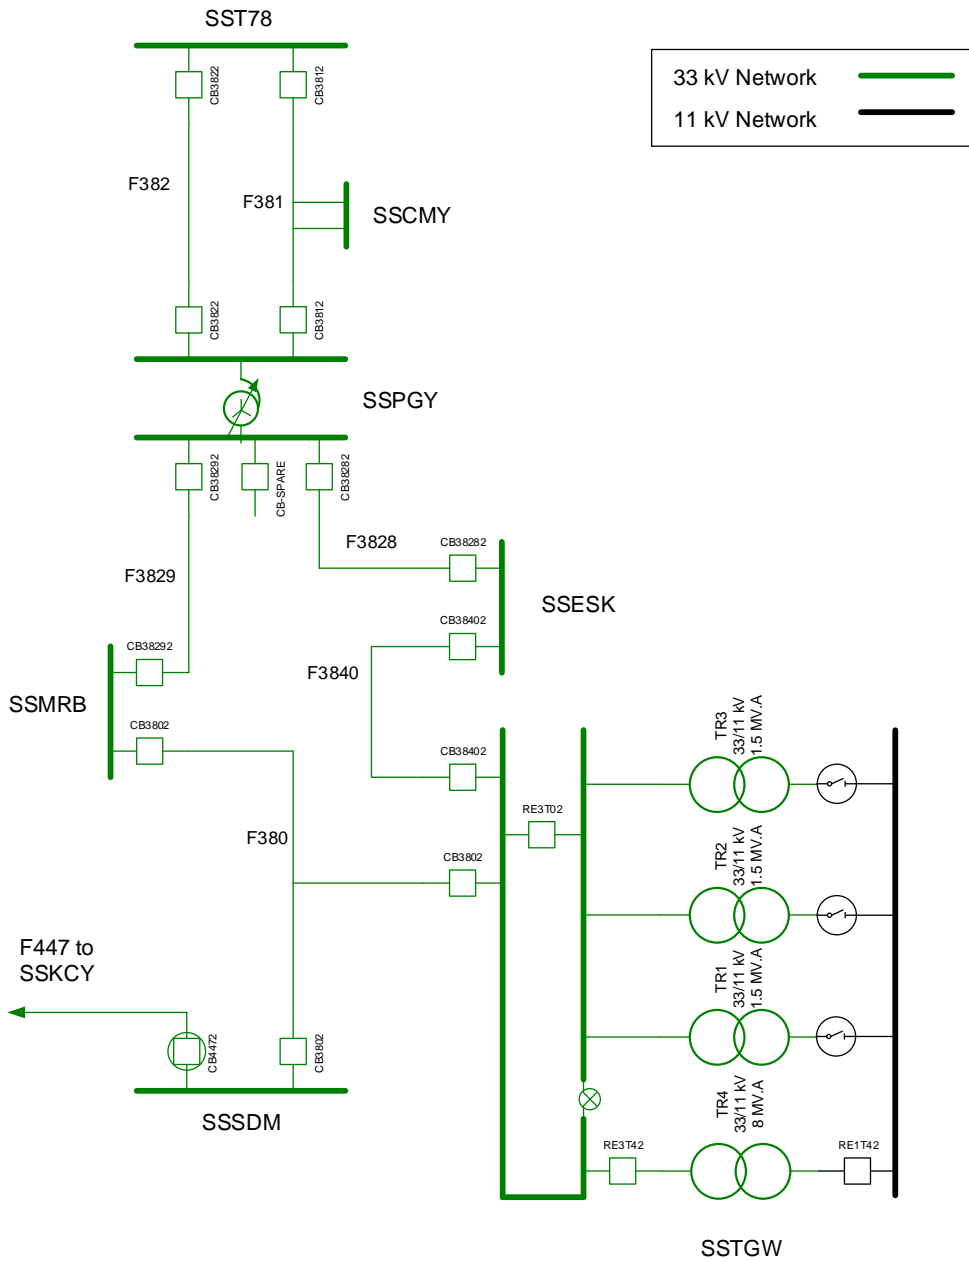 SST78
33 kV Network
11 kV Network
CB3822
CB3812
F382
F381
SSCMY
CB3822
CB3812
SSPGY
CB38292
CB-SPARE
CB38282
F3828
CB38282
F3829
SSESK
CB38292
CB38402
F3840
SSMRB
CB3802
CB38402
TR3
33/11 kV
1.5 MV.A
RE3T02
F380
CB3802
TR2
33/11 kV
1.5 MV.A
F447 to
SSKCY
TR1
33/11 kV
1.5 MV.A
CB4472
CB3802
SSSDM
TR4
33/11 kV
8 MV.A
RE3T42
RE1T42
SSTGW